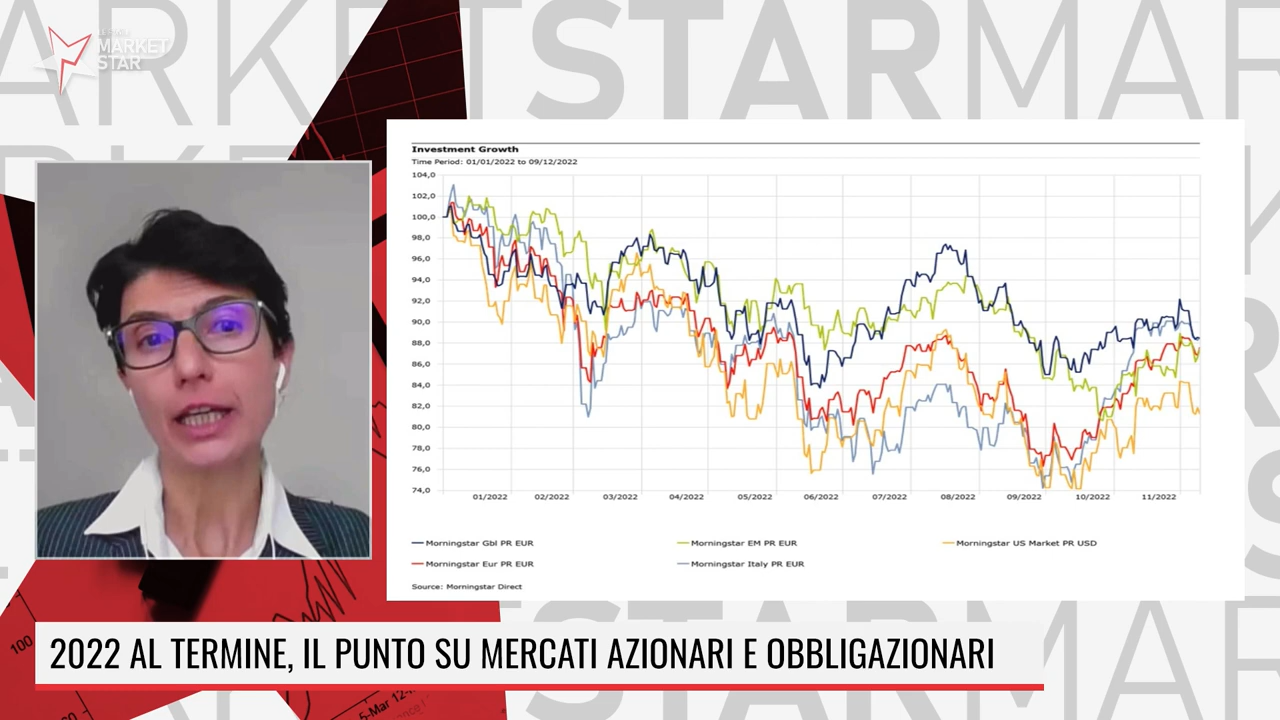 MARKETSTARMAR
LE FONTI
MARKET
STAR
Investment Growth
Time Period: 01/01/2022 to 09/12/2022
104,0
102,0
100,0
98,0
96,0
94,0
92,0
90,0
88,0
86,0
84,0
82,0
80,0
78,0
76,0
74,0
01/2022 02/2022 03/2022 04/2022 05/2022 06/2022 07/2022 08/2022 09/2022 10/2022 11/2022
Morningstar Gbl PR EUR Morningstar EM PR EUR Morningstar US Market PR USD
Morningstar Eur PR EUR Morningstar Italy PR EUR
Source: Morningstar Direct
100
2022 AL TERMINE, IL PUNTO SU MERCATI AZIONARI E OBBLIGAZIONARI
5-Mar
STARMAR